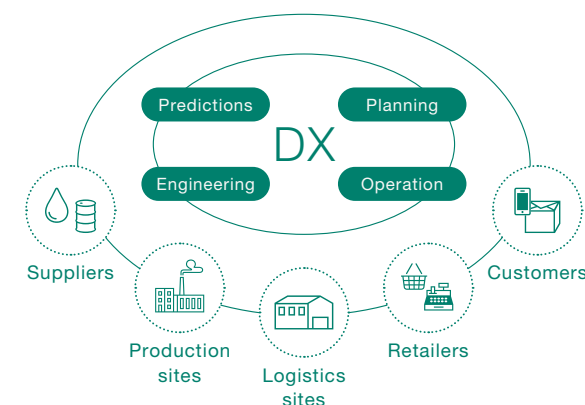 Predictions
Planning
DX
Engineering
Operation
Suppliers
Customers
Production
sites
Logistics
sites
Retailers